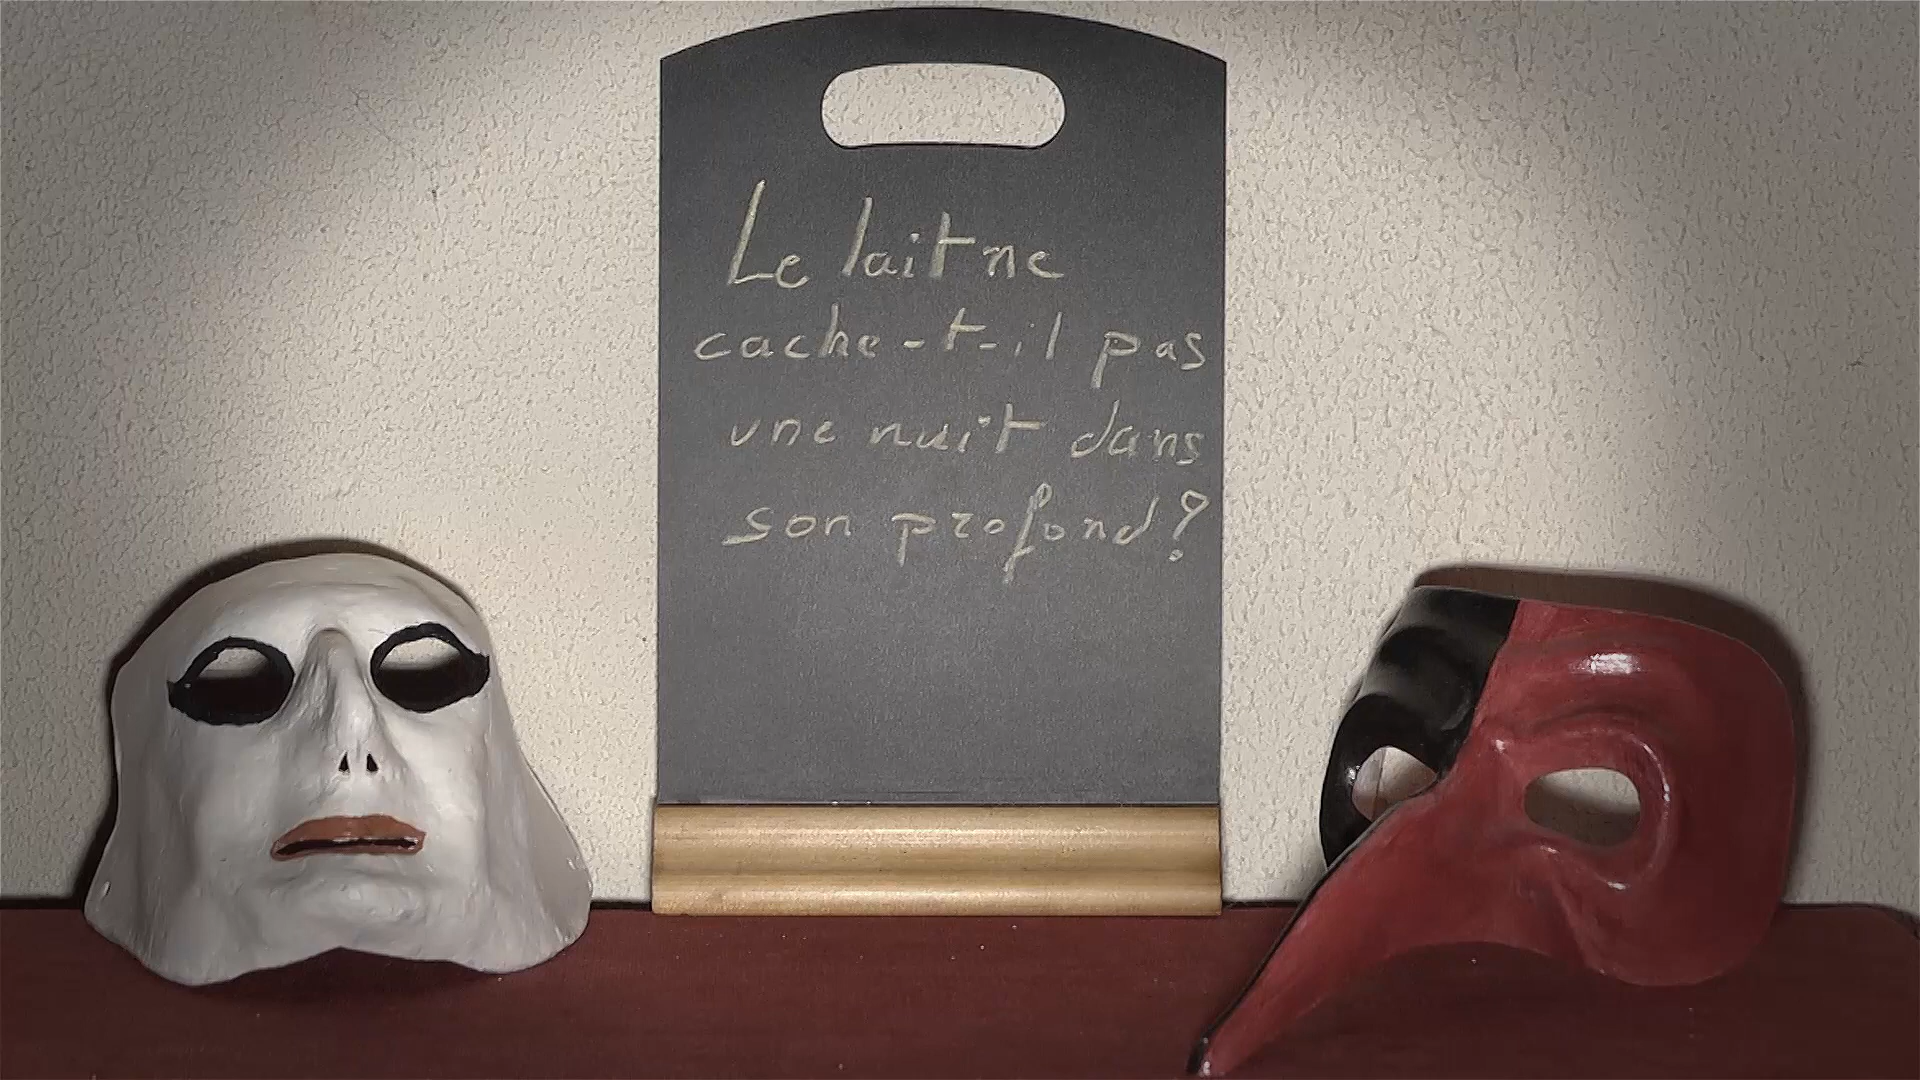 Le lait ne
cache-t-il pas
une nuit dans
son profond?